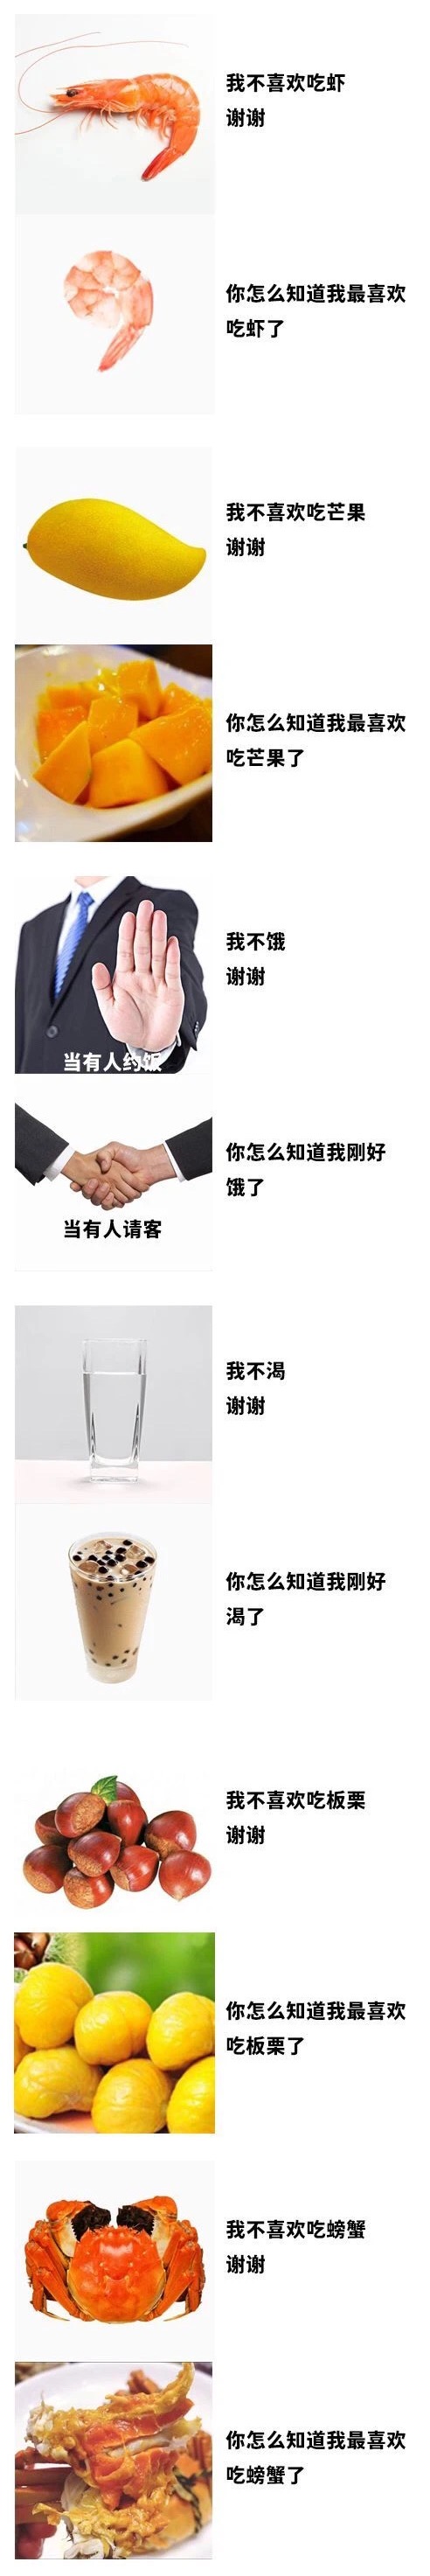 我不喜欢吃虾
谢谢
你怎么知道我最喜欢
吃虾了
我不喜欢吃芒果
谢谢
你怎么知道我最喜欢
吃芒果了
我不饿
谢谢
当有人约饭
你怎么知道我刚好
饿了
当有人请客
我不渴
谢谢
你怎么知道我刚好
渴了
我不喜欢吃板栗
谢谢
你怎么知道我最喜欢
吃板栗了
我不喜欢吃螃蟹
谢谢
你怎么知道我最喜欢
吃螃蟹了